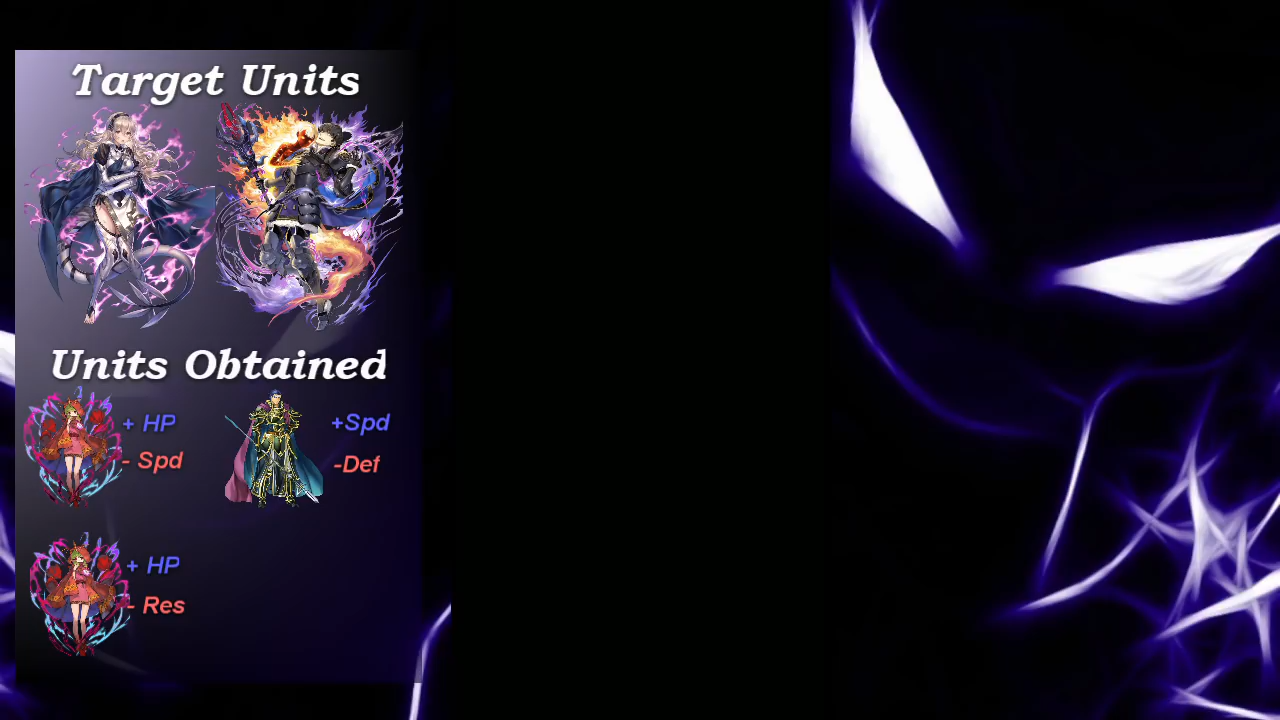 Target Units
Units Obtained
+ HP
- Spd
+Spd
-Def
+ HP
- Res